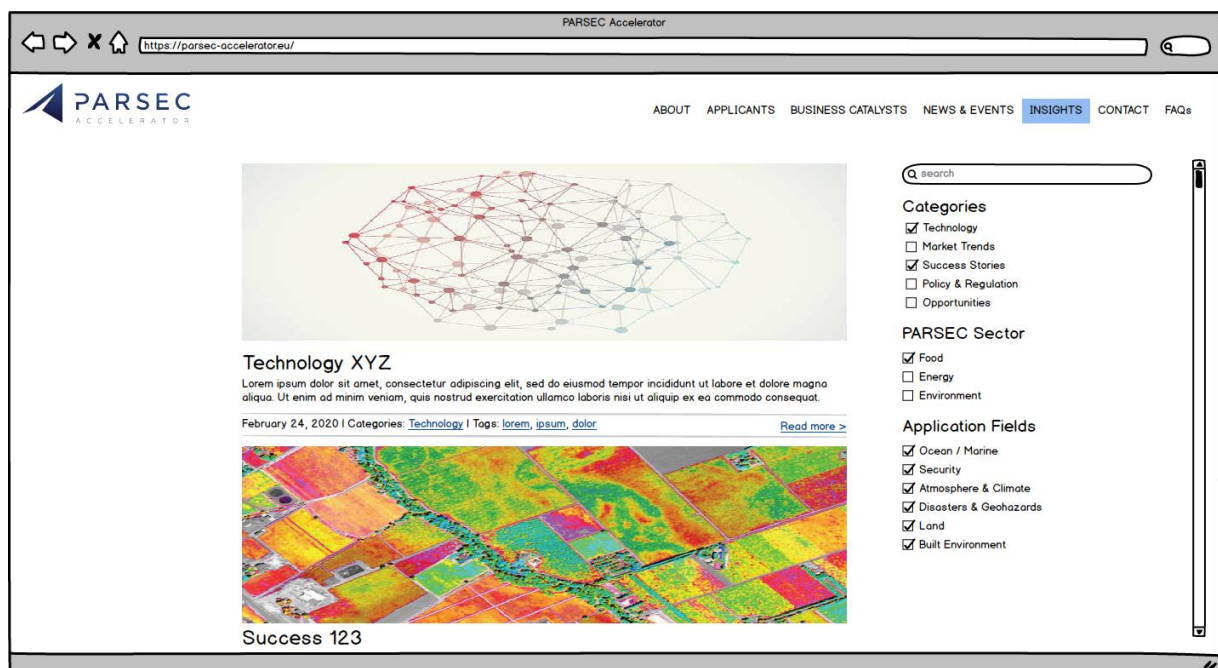 PARSEC Accelerator
https://parsec-accelerator.eu/
PARSEC
ACCELERATOR
ABOUT APPLICANTS BUSINESS CATALYSTS NEWS & EVENTS INSIGHTS CONTACT FAQs
search
Categories
Technology
Market Trends
Success Stories
Policy & Regulation
Opportunities
PARSEC Sector
Food
Energy
Environment
Application Fields
Ocean / Marine
Security
Atmosphere & Climate
Disasters & Geohazards
Land
Built Environment
Technology XYZ
Lorem ipsum dolor sit amet, consectetur adipiscing elit, sed do eiusmod tempor incididunt ut labore et dolore magna
aliqua. Ut enim ad minim veniam, quis nostrud exercitation ullamco laboris nisi ut aliquip ex ea commodo consequat.
February 24, 2020 | Categories: Technology | Tags: lorem, ipsum, dolor Read more >
Success 123